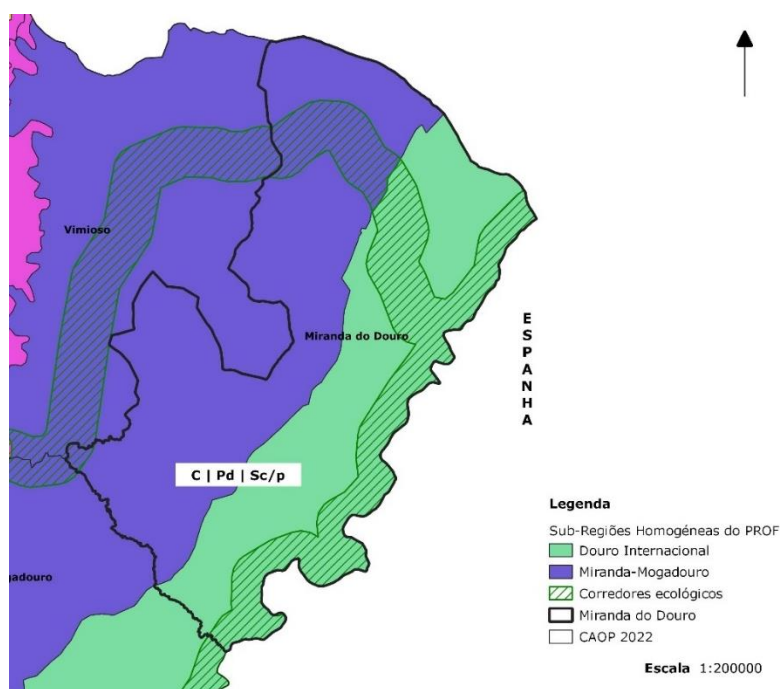 Vimioso
Miranda do Douro
E
S
P
A
N
H
A
C | Pd | Sc/p
gadouro
Legenda
Sub-Regiões Homogéneas do PROF
Douro Internacional
Miranda-Mogadouro
Corredores ecológicos
Miranda do Douro
CAOP 2022
Escala 1:200000